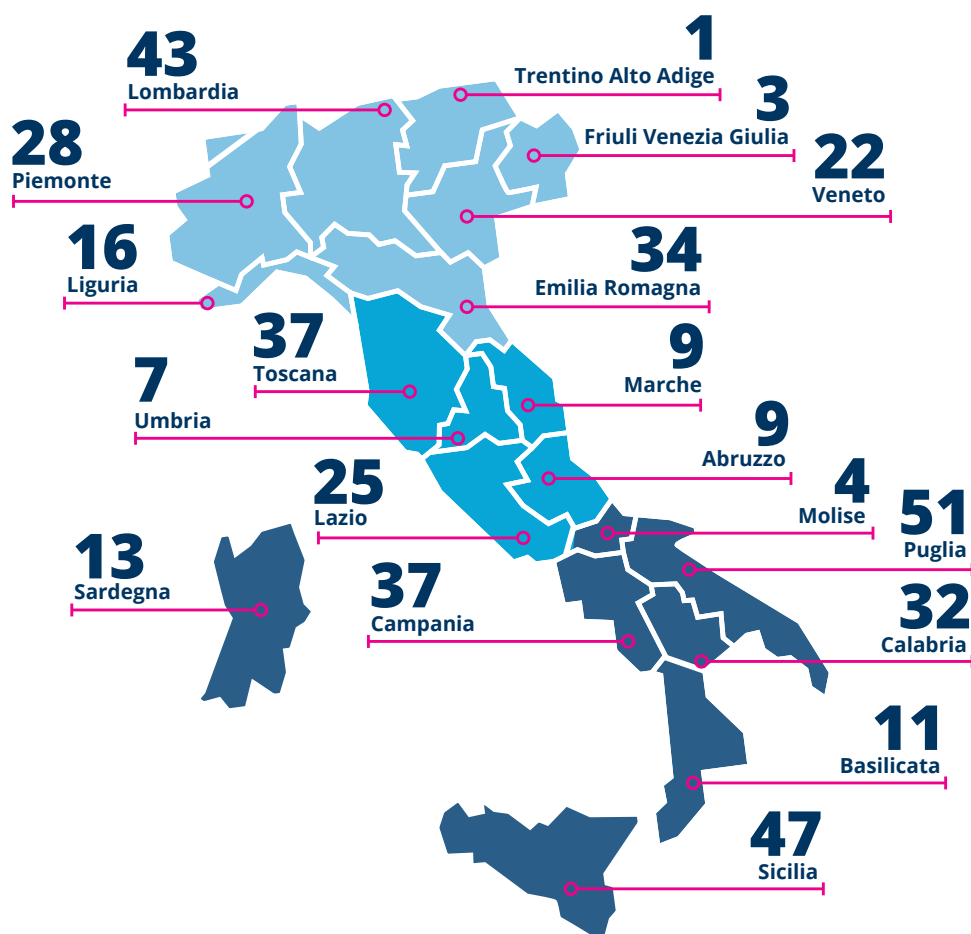 43
Lombardia
1
Trentino Alto Adige
3
Friuli Venezia Giulia
28
Piemonte
22
Veneto
16
Liguria
34
Emilia Romagna
37
Toscana
9
Marche
7
Umbria
9
Abruzzo
25
Lazio
4
Molise
51
Puglia
13
Sardegna
37
Campania
32
Calabria
11
Basilicata
47
Sicilia